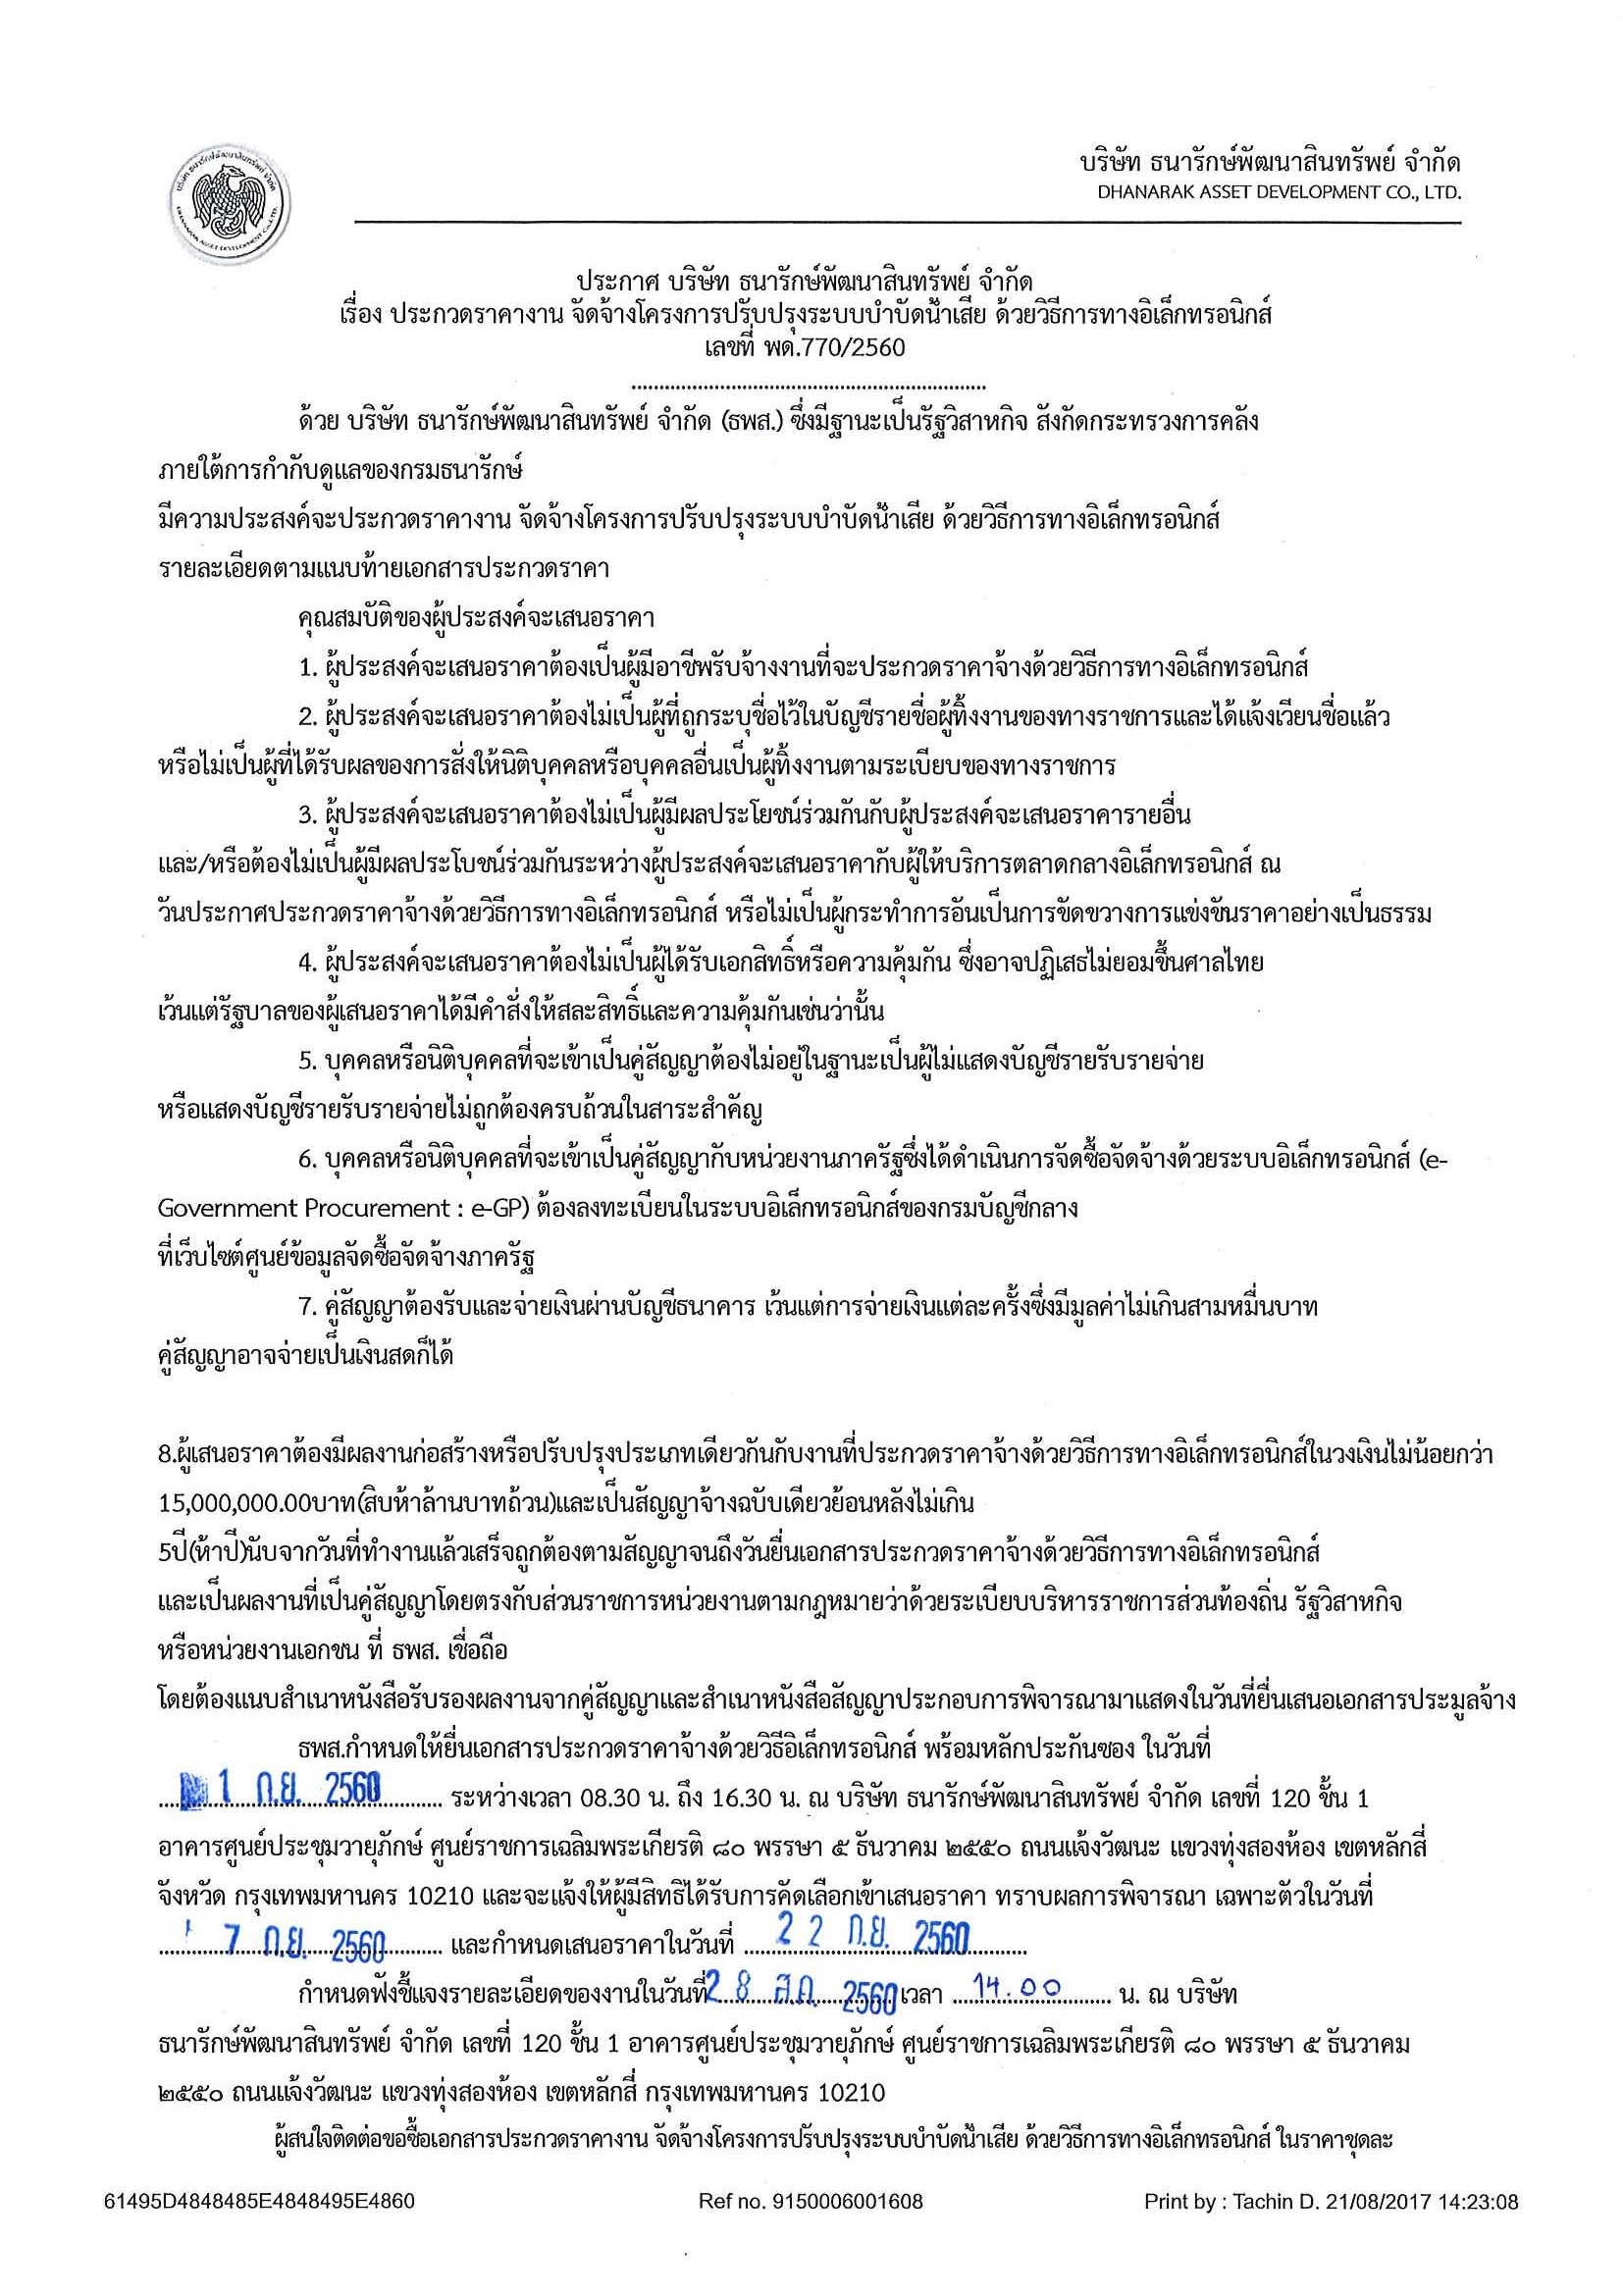 บริษัท ธนารักษ์พัฒนาสินทรัพย์ จำกัด
DHANARAK ASSET DEVELOPMENT CO., LTD.
ประกาศ บริษัท ธนารักษ์พัฒนาสินทรัพย์ จำกัด
เรื่อง ประกวดราคางาน จัดจ้างโครงการปรับปรุงระบบบำบัดน้ำเสีย ด้วยวิธีการทางอิเล็กทรอนิกส์
เลขที่ พด.770/2560
ด้วย บริษัท ธนารักษ์พัฒนาสินทรัพย์ จำกัด (ธพส.) ซึ่งมีฐานะเป็นรัฐวิสาหกิจ สังกัดกระทรวงการคลัง
ภายใต้การกำกับดูแลของกรมธนารักษ์
มีความประสงค์จะประกวดราคางาน จัดจ้างโครงการปรับปรุงระบบบำบัดน้ำเสีย ด้วยวิธีการทางอิเล็กทรอนิกส์
รายละเอียดตามแนบท้ายเอกสารประกวดราคา
คุณสมบัติของผู้ประสงค์จะเสนอราคา
1. ผู้ประสงค์จะเสนอราคาต้องเป็นผู้มีอาชีพรับจ้างงานที่จะประกวดราคาจ้างด้วยวิธีการทางอิเล็กทรอนิกส์
2. ผู้ประสงค์จะเสนอราคาต้องไม่เป็นผู้ที่ถูกระบุชื่อไว้ในบัญชีรายชื่อผู้ทิ้งงานของทางราชการและได้แจ้งเวียนชื่อแล้ว
หรือไม่เป็นผู้ที่ได้รับผลของการสั่งให้นิติบุคคลหรือบุคคลอื่นเป็นผู้ทิ้งงานตามระเบียบของทางราชการ
3. ผู้ประสงค์จะเสนอราคาต้องไม่เป็นผู้มีผลประโยชน์ร่วมกันกับผู้ประสงค์จะเสนอราคารายอื่น
และ/หรือต้องไม่เป็นผู้มีผลประโบชน์ร่วมกันระหว่างผู้ประสงค์จะเสนอราคากับผู้ให้บริการตลาดกลางอิเล็กทรอนิกส์ ณ
วันประกาศประกวดราคาจ้างด้วยวิธีการทางอิเล็กทรอนิกส์ หรือไม่เป็นผู้กระทำการอันเป็นการขัดขวางการแข่งขันราคาอย่างเป็นธรรม
4. ผู้ประสงค์จะเสนอราคาต้องไม่เป็นผู้ได้รับเอกสิทธิ์หรือความคุ้มกัน ซึ่งอาจปฏิเสธไม่ยอมขึ้นศาลไทย
เว้นแต่รัฐบาลของผู้เสนอราคาได้มีคำสั่งให้สละสิทธิ์และความคุ้มกันเช่นว่านั้น
5. บุคคลหรือนิติบุคคลที่จะเข้าเป็นคู่สัญญาต้องไม่อยู่ในฐานะเป็นผู้ไม่แสดงบัญชีรายรับรายจ่าย
หรือแสดงบัญชีรายรับรายจ่ายไม่ถูกต้องครบถ้วนในสาระสำคัญ
6. บุคคลหรือนิติบุคคลที่จะเข้าเป็นคู่สัญญากับหน่วยงานภาครัฐซึ่งได้ดำเนินการจัดซื้อจัดจ้างด้วยระบบอิเล็กทรอนิกส์ (e-
Government Procurement : e-GP) ต้องลงทะเบียนในระบบอิเล็กทรอนิกส์ของกรมบัญชีกลาง
ที่เว็บไซต์ศูนย์ข้อมูลจัดซื้อจัดจ้างภาครัฐ
7. คู่สัญญาต้องรับและจ่ายเงินผ่านบัญชีธนาคาร เว้นแต่การจ่ายเงินแต่ละครั้งซึ่งมีมูลค่าไม่เกินสามหมื่นบาท
คู่สัญญาอาจจ่ายเป็นเงินสดก็ได้
8.ผู้เสนอราคาต้องมีผลงานก่อสร้างหรือปรับปรุงประเภทเดียวกันกับงานที่ประกวดราคาจ้างด้วยวิธีการทางอิเล็กทรอนิกส์ในวงเงินไม่น้อยกว่า
15,000,000.00บาท(สิบห้าล้านบาทถ้วน)และเป็นสัญญาจ้างฉบับเดียวย้อนหลังไม่เกิน
5ปี(ห้าปี)นับจากวันที่ทำงานแล้วเสร็จถูกต้องตามสัญญาจนถึงวันยื่นเอกสารประกวดราคาจ้างด้วยวิธีการทางอิเล็กทรอนิกส์
และเป็นผลงานที่เป็นคู่สัญญาโดยตรงกับส่วนราชการหน่วยงานตามกฎหมายว่าด้วยระเบียบบริหารราชการส่วนท้องถิ่น รัฐวิสาหกิจ
หรือหน่วยงานเอกชน ที่ ธพส. เชื่อถือ
โดยต้องแนบสำเนาหนังสือรับรองผลงานจากคู่สัญญาและสำเนาหนังสือสัญญาประกอบการพิจารณามาแสดงในวันที่ยื่นเสนอเอกสารประมูลจ้าง
ธพส.กำหนดให้ยื่นเอกสารประกวดราคาจ้างด้วยวิธีอิเล็กทรอนิกส์ พร้อมหลักประกันซอง ในวันที่
1 ก.ย. 2560 ระหว่างเวลา 08.30 น. ถึง 16.30 น. ณ บริษัท ธนารักษ์พัฒนาสินทรัพย์ จำกัด เลขที่ 120 ชั้น 1
อาคารศูนย์ประชุมวายุภักษ์ ศูนย์ราชการเฉลิมพระเกียรติ ๘๐ พรรษา ๕ ธันวาคม ๒๕๕๐ ถนนแจ้งวัฒนะ แขวงทุ่งสองห้อง เขตหลักสี่
จังหวัด กรุงเทพมหานคร 10210 และจะแจ้งให้ผู้มีสิทธิได้รับการคัดเลือกเข้าเสนอราคา ทราบผลการพิจารณา เฉพาะตัวในวันที่
7 ก.ย. 2560 และกำหนดเสนอราคาในวันที่ 22 ก.ย. 2560
กำหนดฟังชี้แจงรายละเอียดของงานในวันที่ 28 ส.ค. 2560 เวลา 14.00 น. ณ บริษัท
ธนารักษ์พัฒนาสินทรัพย์ จำกัด เลขที่ 120 ชั้น 1 อาคารศูนย์ประชุมวายุภักษ์ ศูนย์ราชการเฉลิมพระเกียรติ ๘๐ พรรษา ๕ ธันวาคม
๒๕๕๐ ถนนแจ้งวัฒนะ แขวงทุ่งสองห้อง เขตหลักสี่ กรุงเทพมหานคร 10210
ผู้สนใจติดต่อขอซื้อเอกสารประกวดราคางาน จัดจ้างโครงการปรับปรุงระบบบำบัดน้ำเสีย ด้วยวิธีการทางอิเล็กทรอนิกส์ ในราคาชุดละ
61495D4848485E4848495E4860 Ref no. 9150006001608 Print by : Tachin D. 21/08/2017 14:23:08